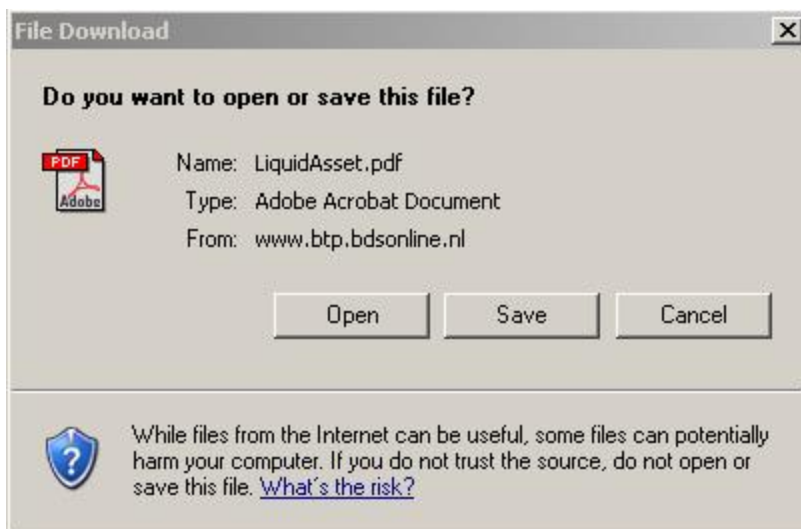 File Download
Do you want to open or save this file?
PDF
Adobe
Name: LiquidAsset.pdf
Type: Adobe Acrobat Document
From: www.btp.bdsonline.nl
Open Save Cancel
While files from the Internet can be useful, some files can potentially
harm your computer. If you do not trust the source, do not open or
save this file. What's the risk?